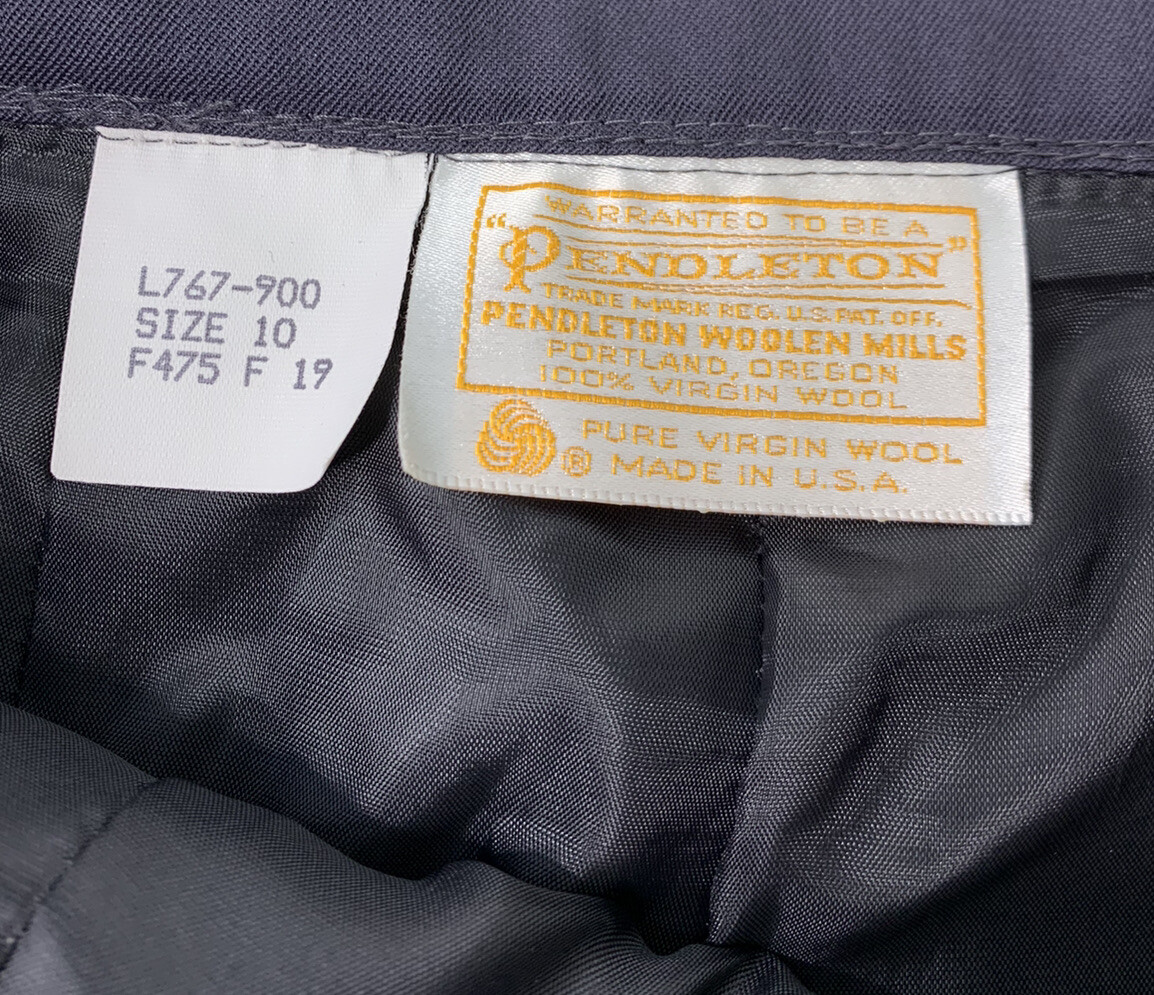 L767-900
SIZE 10
F475 F 19
WARRANTED TO BE A
"PENDLETON"
TRADE MARK REG. U.S. PAT. OFF.
PENDLETON WOOLEN MILLS
PORTLAND, OREGON
100% VIRGIN WOOL
PURE VIRGIN WOOL
® MADE IN U.S.A.